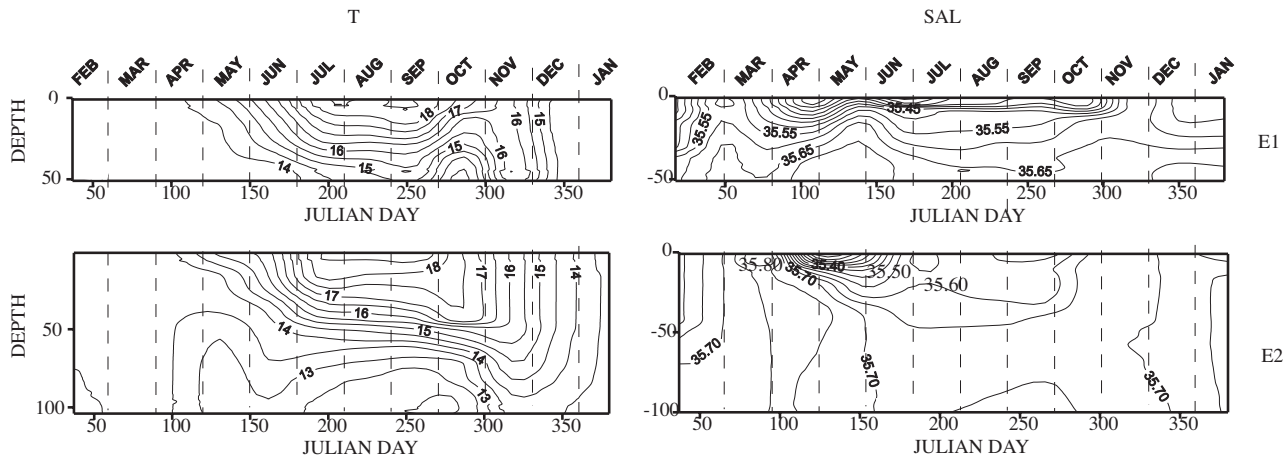 T SAL
FEB MAR APR MAY JUN JUL AUG SEP OCT NOV DEC JAN
FEB MAR APR MAY JUN JUL AUG SEP OCT NOV DEC JAN
DEPTH
0
50
14 16 15 18 17 15 16 16 15
50 100 150 200 250 300 350
JULIAN DAY
0
-50
35.55 35.55 35.65 35.45 35.55 35.65
50 100 150 200 250 300 350
JULIAN DAY
E1
DEPTH
0
50
100
14 13 17 16 15 18 14 13 17 16 15 14
50 100 150 200 250 300 350
JULIAN DAY
0
-50
-100
35.70 35.80 35.70 35.40 35.50 35.60 35.70 35.70
50 100 150 200 250 300 350
JULIAN DAY
E2